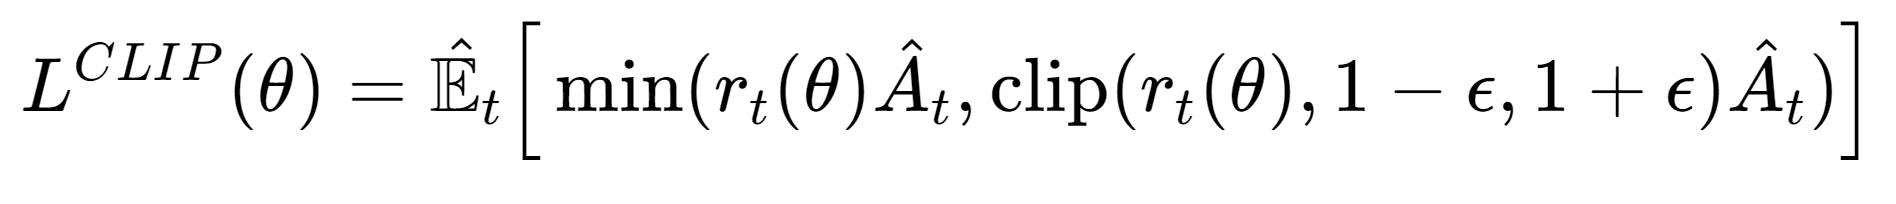 L^{CLIP}(θ) = Ê_t[ min(r_t(θ)Â_t, clip(r_t(θ), 1 − ϵ, 1 + ϵ)Â_t) ]